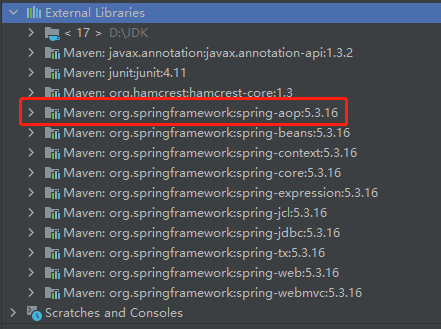 External Libraries
< 17 > D:\JDK
Maven: javax.annotation:javax.annotation-api:1.3.2
Maven: junit:junit:4.11
Maven: org.hamcrest:hamcrest-core:1.3
Maven: org.springframework:spring-aop:5.3.16
Maven: org.springframework:spring-beans:5.3.16
Maven: org.springframework:spring-context:5.3.16
Maven: org.springframework:spring-core:5.3.16
Maven: org.springframework:spring-expression:5.3.16
Maven: org.springframework:spring-jcl:5.3.16
Maven: org.springframework:spring-jdbc:5.3.16
Maven: org.springframework:spring-tx:5.3.16
Maven: org.springframework:spring-web:5.3.16
Maven: org.springframework:spring-webmvc:5.3.16
Scratches and Consoles